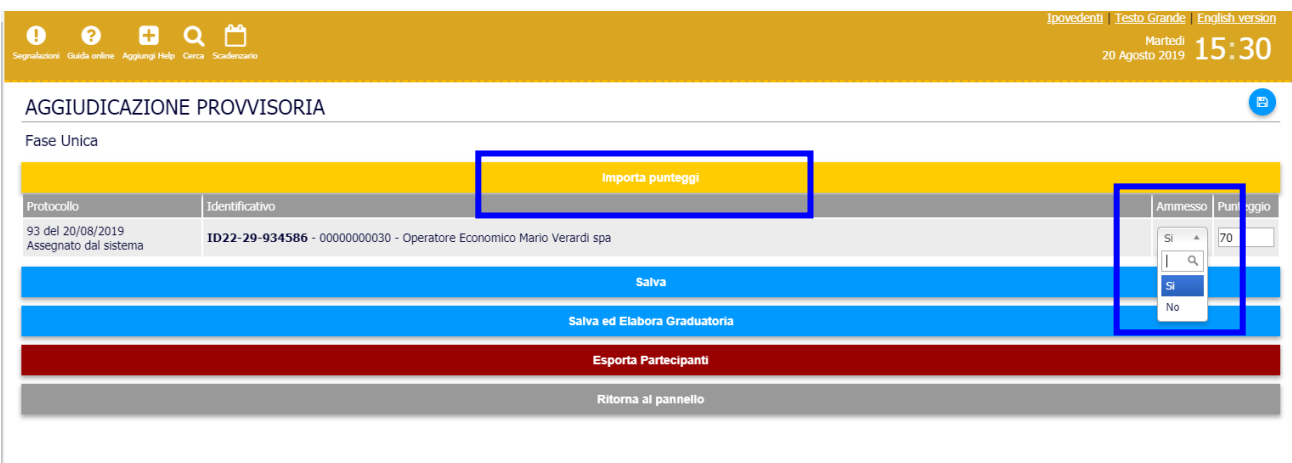 Ipovedenti | Testo Grande | English version
Segnalazioni Guida online Aggiungi Help Cerca Scadenzario
Martedì
20 Agosto 2019 15:30
AGGIUDICAZIONE PROVVISORIA
Fase Unica
Importa punteggi
Protocollo Identificativo Ammesso Punteggio
93 del 20/08/2019
Assegnato dal sistema
ID22-29-934586 - 00000000030 - Operatore Economico Mario Verardi spa
Si 70
Si
No
Salva
Salva ed Elabora Graduatoria
Esporta Partecipanti
Ritorna al pannello